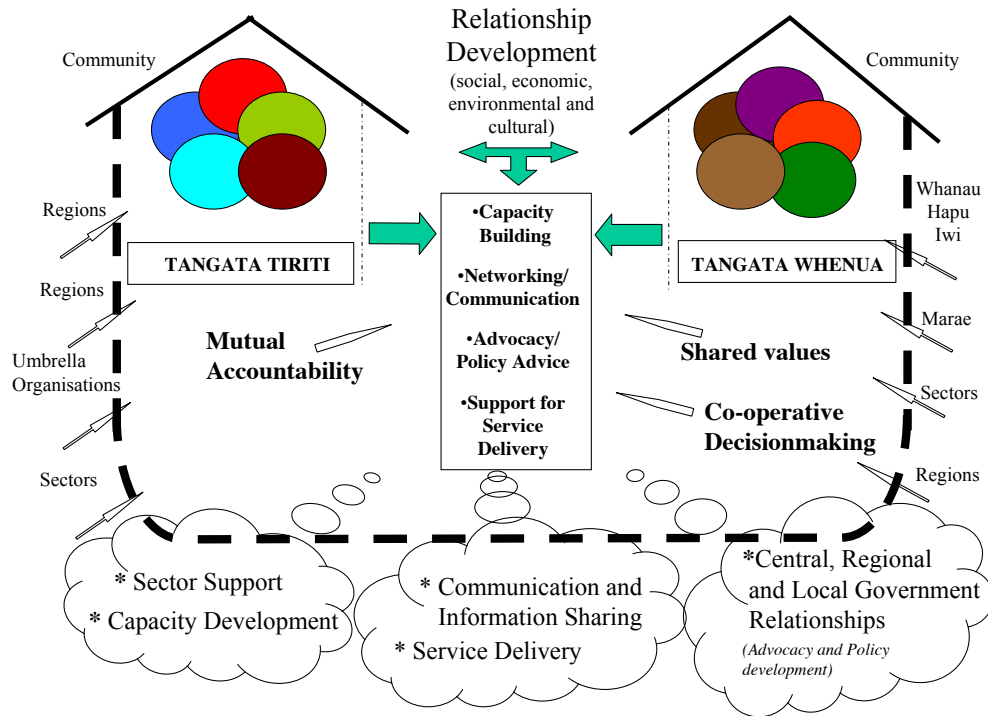 Relationship
Development
(social, economic,
environmental and
cultural)
Community
Community
Regions
Regions
Umbrella
Organisations
Sectors
TANGATA TIRITI
•Capacity
Building
•Networking/
Communication
•Advocacy/
Policy Advice
•Support for
Service
Delivery
TANGATA WHENUA
Whanau
Hapu
Iwi
Marae
Sectors
Regions
Mutual
Accountability
Shared values
Co-operative
Decisionmaking
* Sector Support
* Capacity Development
* Communication and
Information Sharing
* Service Delivery
*Central, Regional
and Local Government
Relationships
(Advocacy and Policy
development)